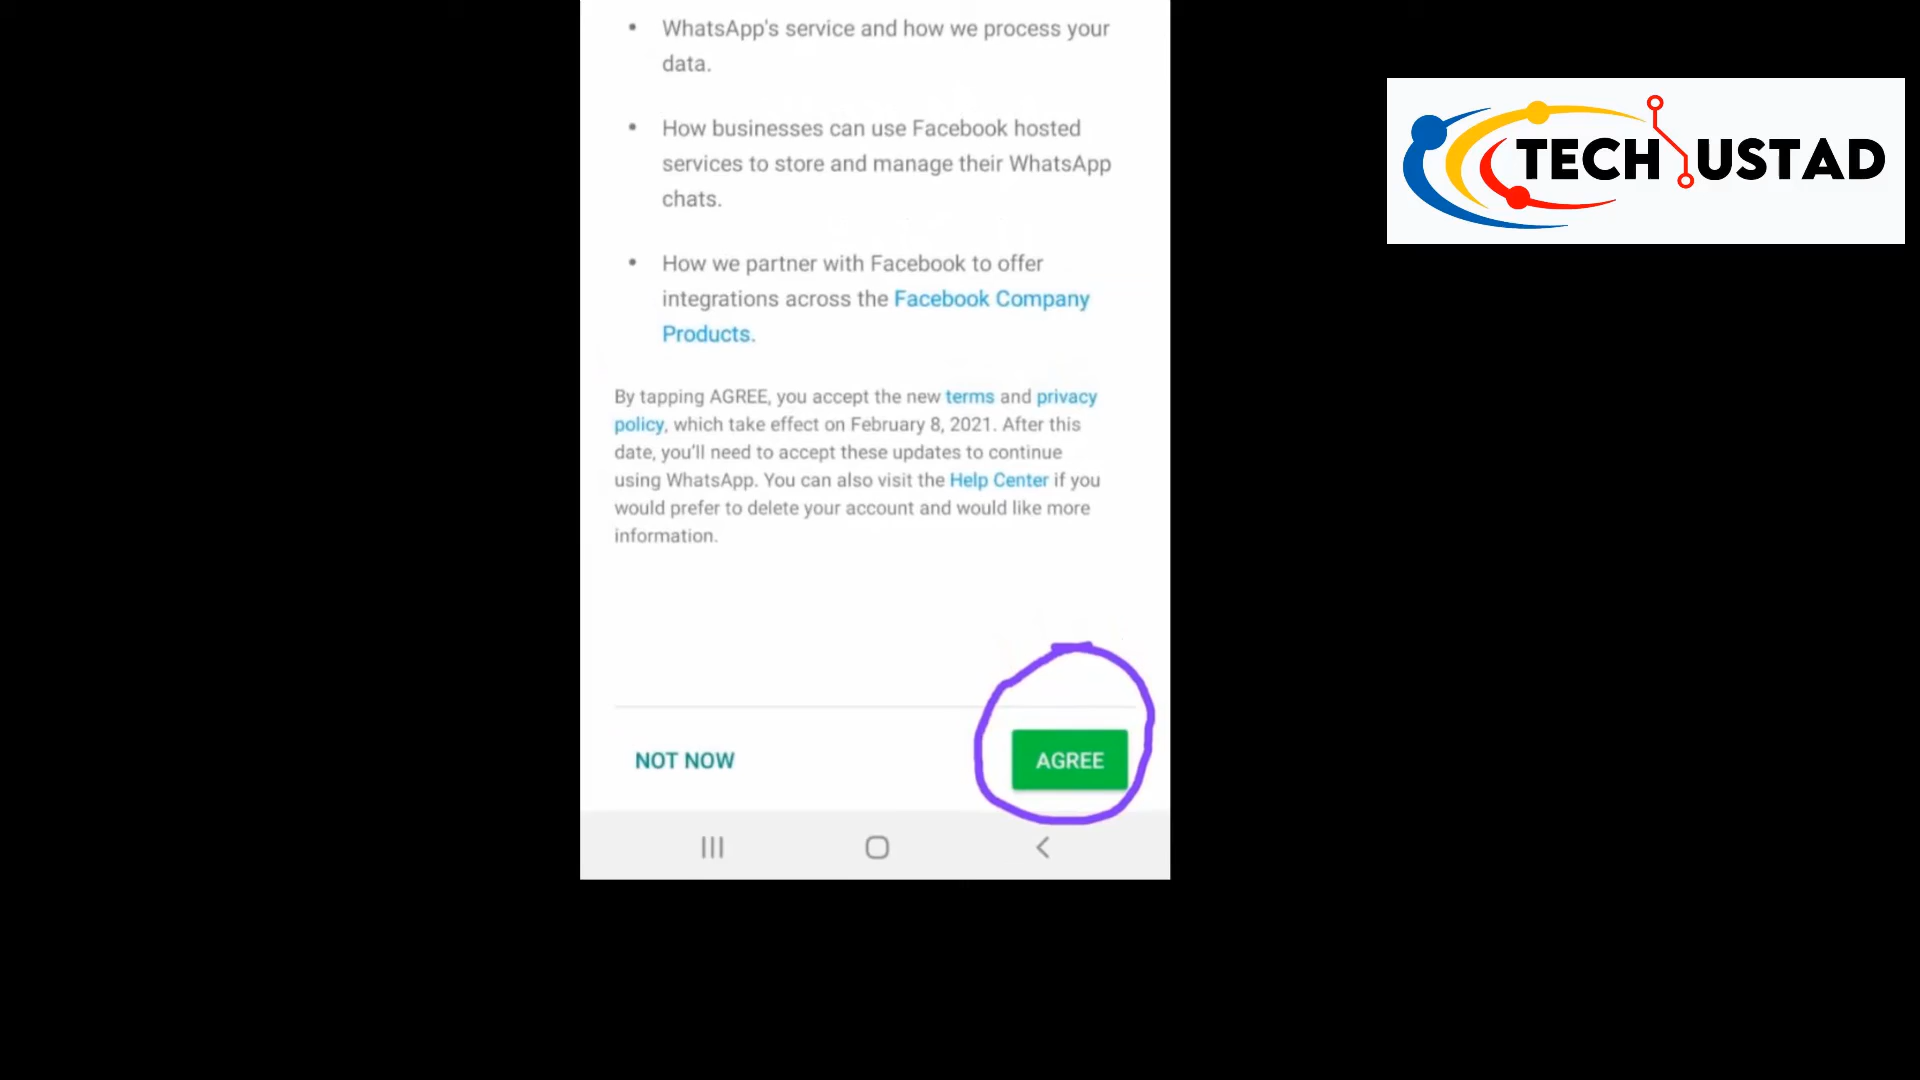 • WhatsApp's service and how we process your
data.
• How businesses can use Facebook hosted
services to store and manage their WhatsApp
chats.
• How we partner with Facebook to offer
integrations across the Facebook Company
Products.
By tapping AGREE, you accept the new terms and privacy
policy, which take effect on February 8, 2021. After this
date, you'll need to accept these updates to continue
using WhatsApp. You can also visit the Help Center if you
would prefer to delete your account and would like more
information.
NOT NOW
AGREE
TECH USTAD